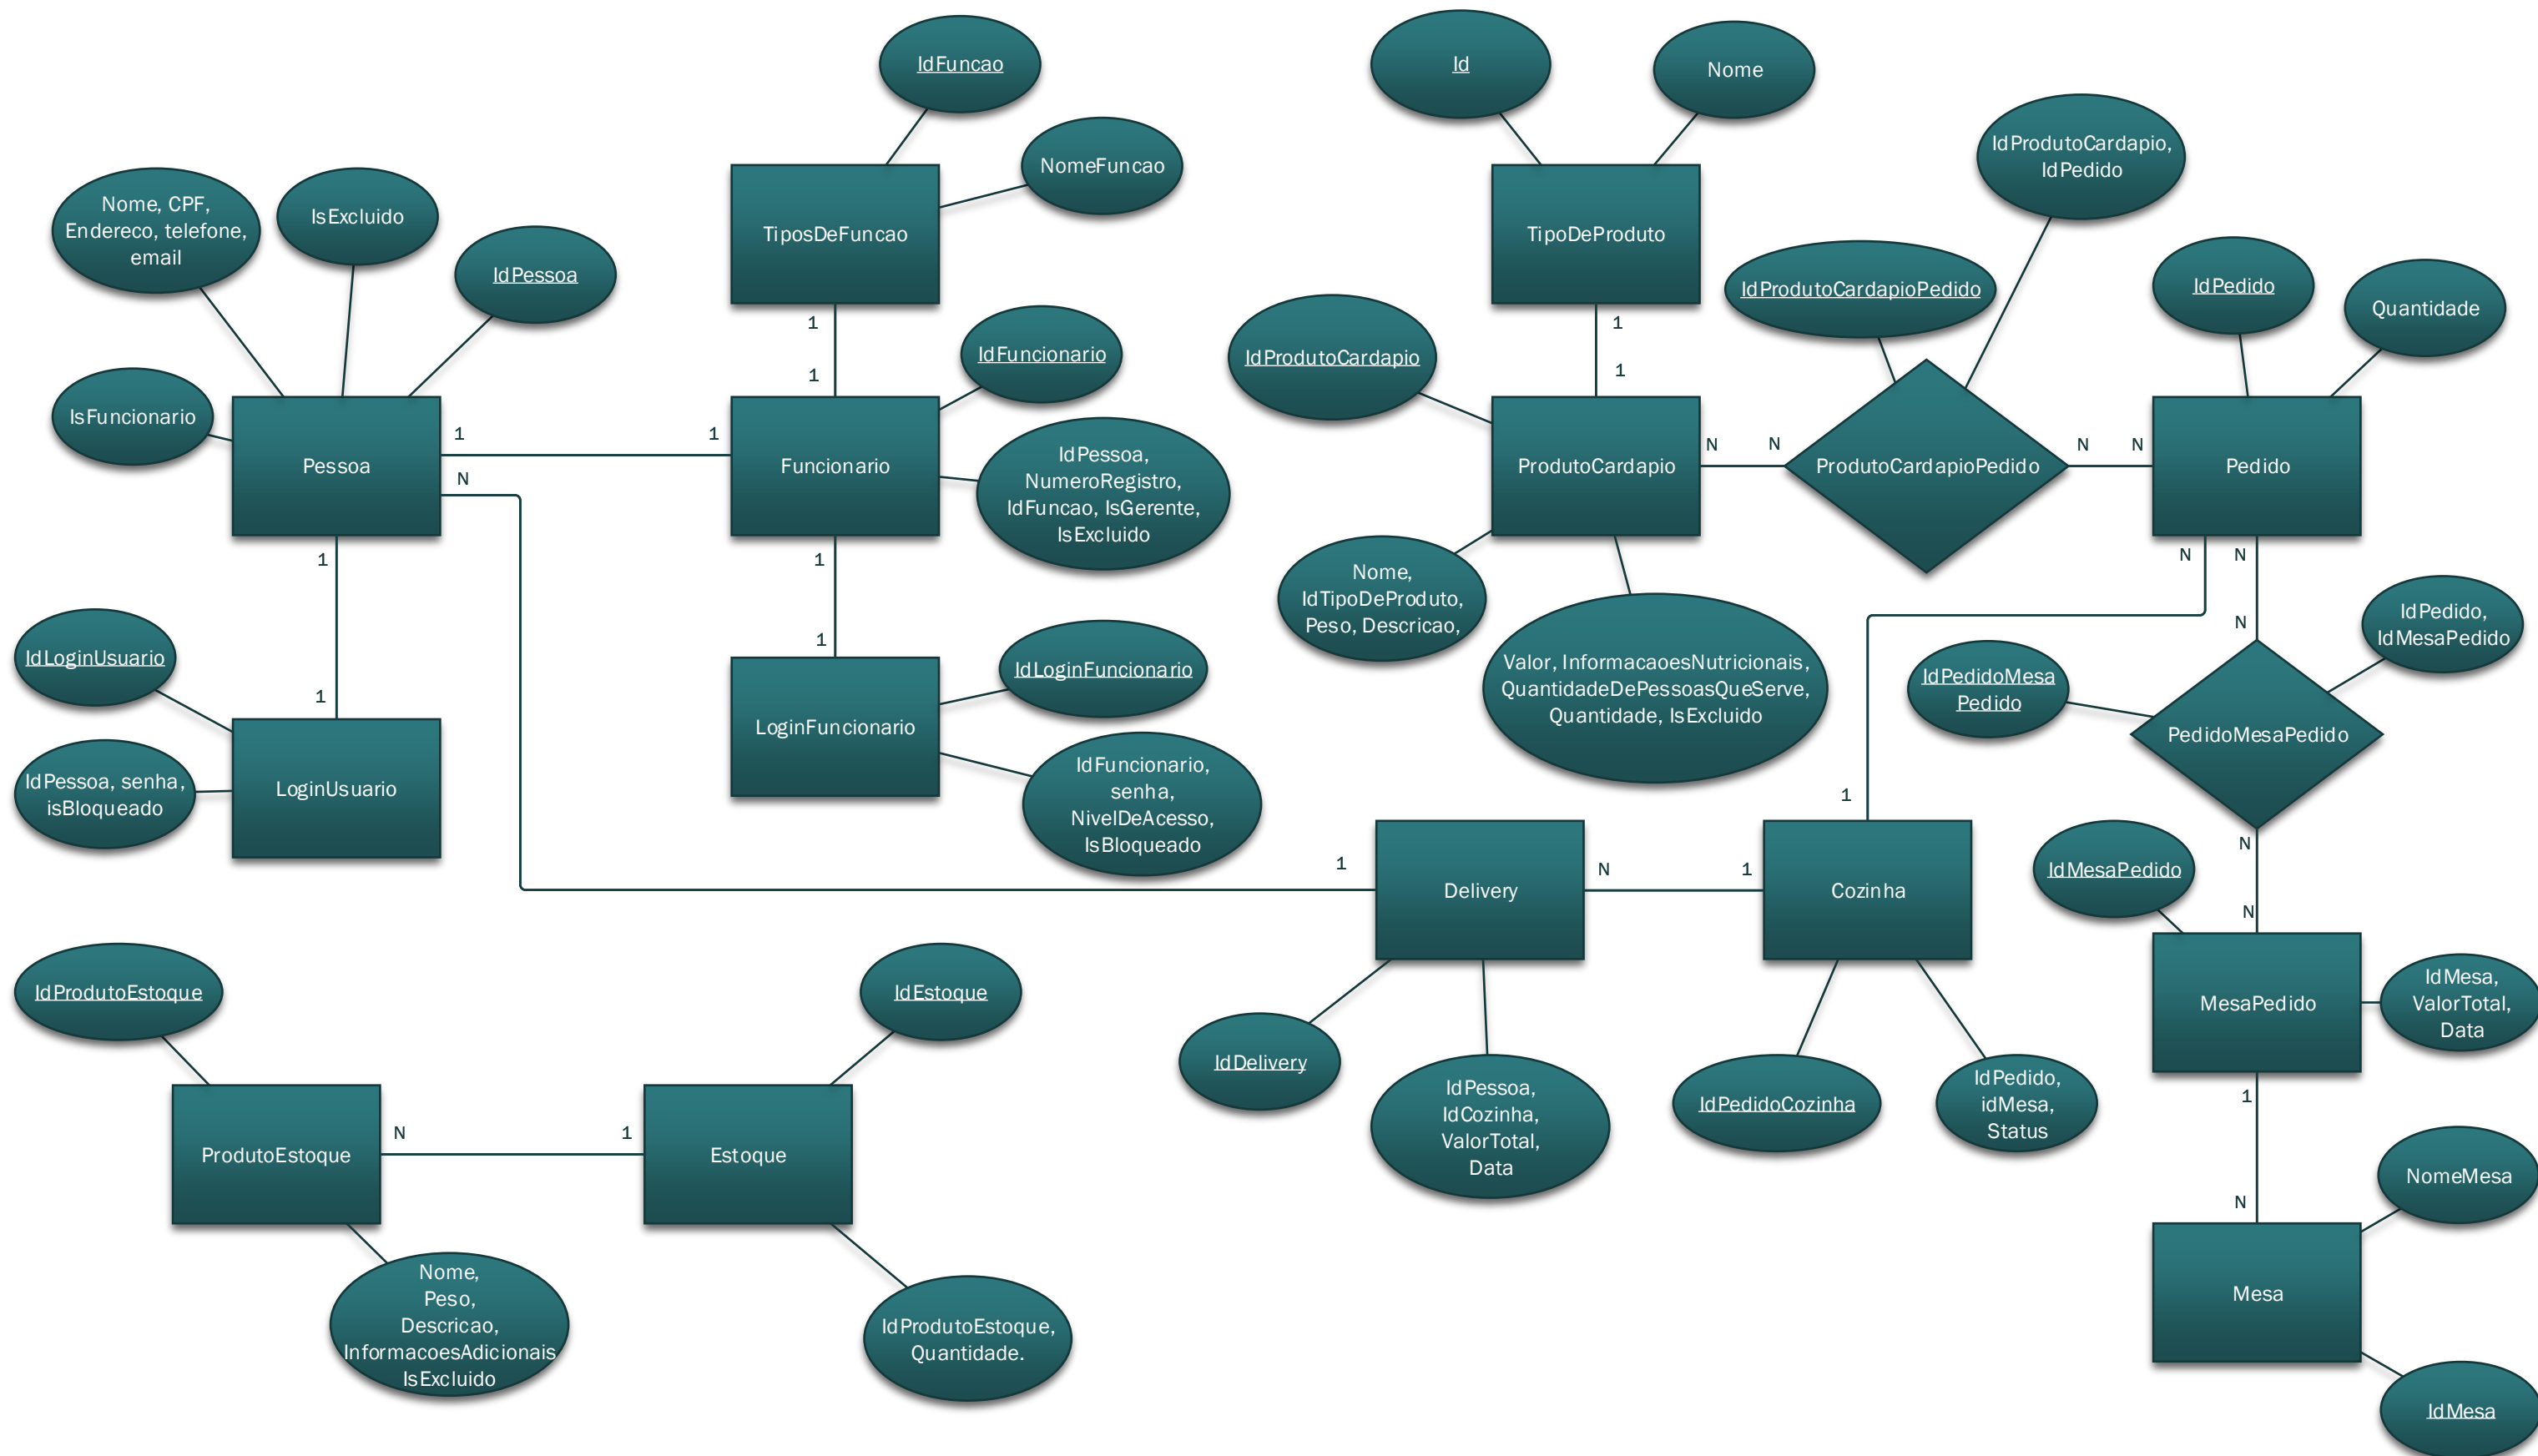 IdFuncao
Id
Nome
NomeFuncao
IdProdutoCardapio,
IdPedido
Nome, CPF,
Endereco, telefone,
email
IsExcluido
IdPessoa
TiposDeFuncao
TipoDeProduto
IdProdutoCardapioPedido
IdPedido
Quantidade
1
1
IdFuncionario
IdProdutoCardapio
1
1
IsFuncionario
Pessoa
1
1
N
Funcionario
IdPessoa,
NumeroRegistro,
IdFuncao, IsGerente,
IsExcluido
ProdutoCardapio
N
N
ProdutoCardapioPedido
N
N
Pedido
1
1
N
N
Nome,
IdTipoDeProduto,
Peso, Descricao,
IdPedido,
IdMesaPedido
N
1
IdLoginUsuario
IdLoginFuncionario
Valor, InformacaoesNutricionais,
QuantidadeDePessoasQueServe,
Quantidade, IsExcluido
IdPedidoMesa
Pedido
1
LoginFuncionario
PedidoMesaPedido
IdPessoa, senha,
isBloqueado
LoginUsuario
IdFuncionario,
senha,
NivelDeAcesso,
IsBloqueado
1
N
1
Delivery
N
1
Cozinha
IdMesaPedido
N
IdProdutoEstoque
IdEstoque
MesaPedido
IdMesa,
ValorTotal,
Data
IdDelivery
IdPessoa,
IdCozinha,
ValorTotal,
Data
IdPedidoCozinha
IdPedido,
idMesa,
Status
1
ProdutoEstoque
N
1
Estoque
NomeMesa
N
Nome,
Peso,
Descricao,
InformacoesAdicionais
IsExcluido
IdProdutoEstoque,
Quantidade.
Mesa
IdMesa